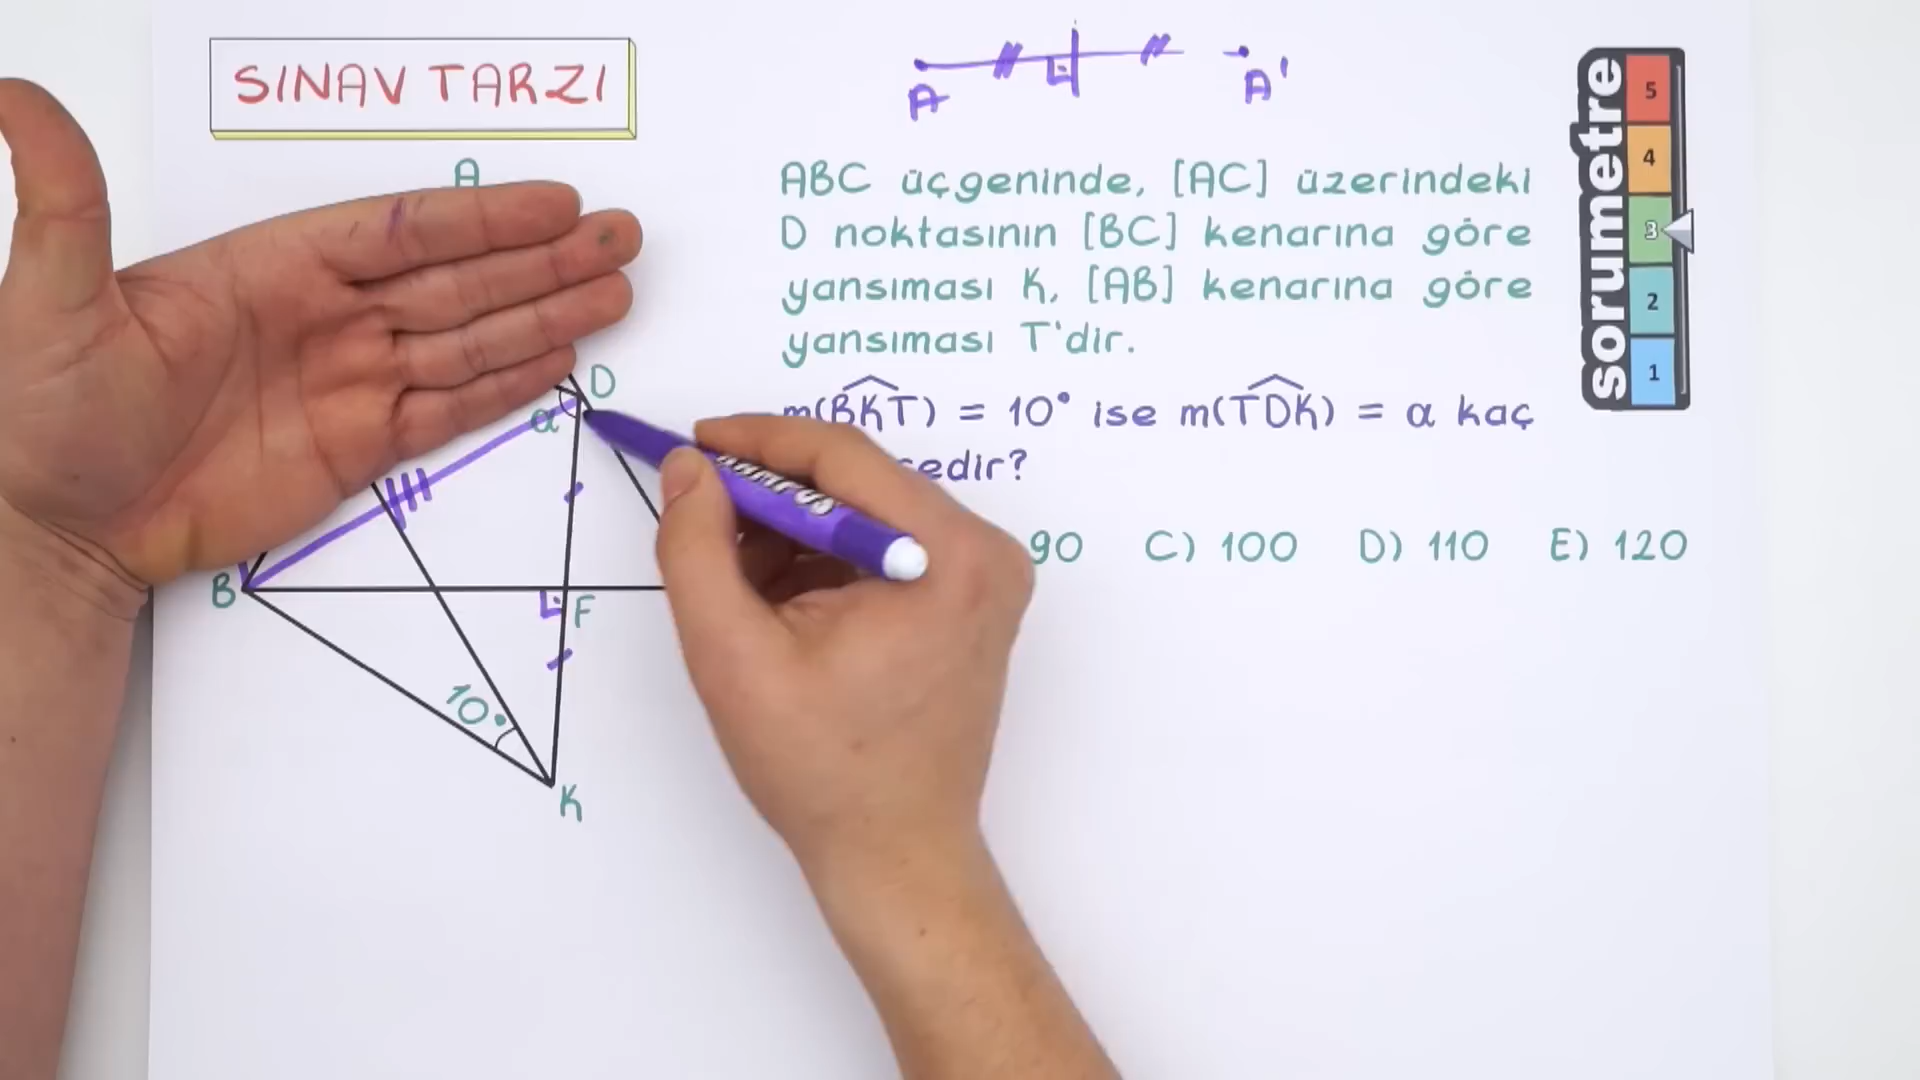 SINAV TARZI
A
A'
ABC üçgeninde, [AC] üzerindeki
D noktasının [BC] kenarına göre
yansıması K, [AB] kenarına göre
yansıması T'dir.
m(BKT) = 10° ise m(TDK) = α kaç
90 C) 100 D) 110 E) 120
A
D
α
B
F
10°
K
sorumetre
5
4
3
2
1